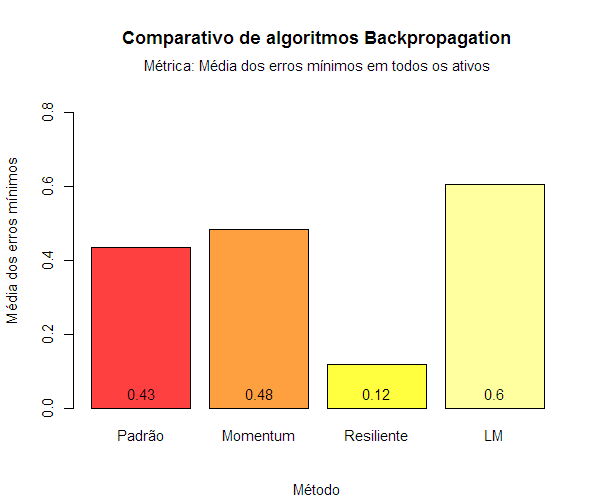 Comparativo de algoritmos Backpropagation
Métrica: Média dos erros mínimos em todos os ativos
Média dos erros mínimos
0.8
0.6
0.4
0.2
0.0
0.43
0.48
0.12
0.6
Padrão
Momentum
Resiliente
LM
Método